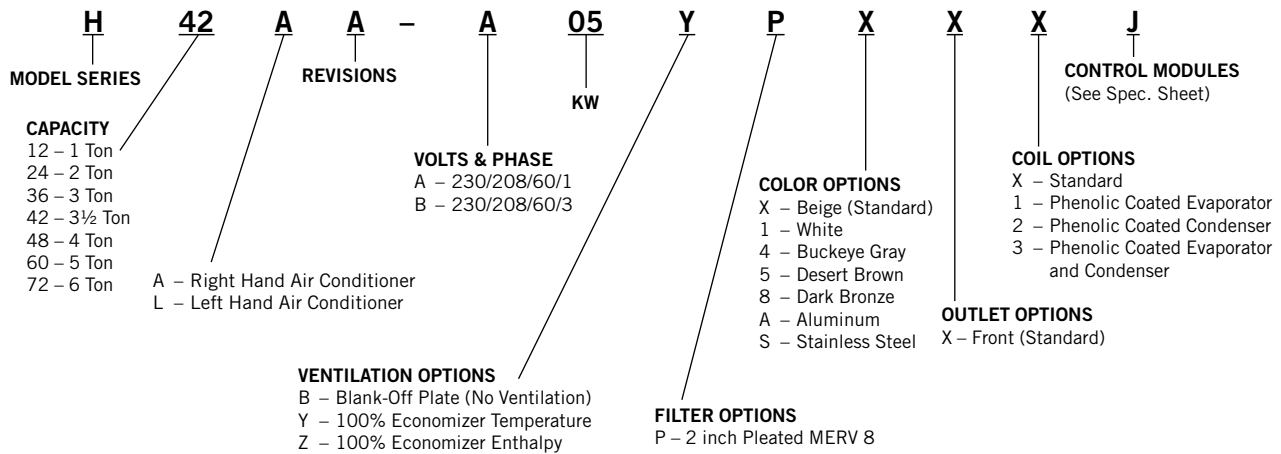 H 42 A A – A 05 Y P X X X J
MODEL SERIES
CAPACITY
12 – 1 Ton
24 – 2 Ton
36 – 3 Ton
42 – 3½ Ton
48 – 4 Ton
60 – 5 Ton
72 – 6 Ton
A – Right Hand Air Conditioner
L – Left Hand Air Conditioner
REVISIONS
VOLTS & PHASE
A – 230/208/60/1
B – 230/208/60/3
KW
VENTILATION OPTIONS
B – Blank-Off Plate (No Ventilation)
Y – 100% Economizer Temperature
Z – 100% Economizer Enthalpy
FILTER OPTIONS
P – 2 inch Pleated MERV 8
COLOR OPTIONS
X – Beige (Standard)
1 – White
4 – Buckeye Gray
5 – Desert Brown
8 – Dark Bronze
A – Aluminum
S – Stainless Steel
OUTLET OPTIONS
X – Front (Standard)
COIL OPTIONS
X – Standard
1 – Phenolic Coated Evaporator
2 – Phenolic Coated Condenser
3 – Phenolic Coated Evaporator
and Condenser
CONTROL MODULES
(See Spec. Sheet)